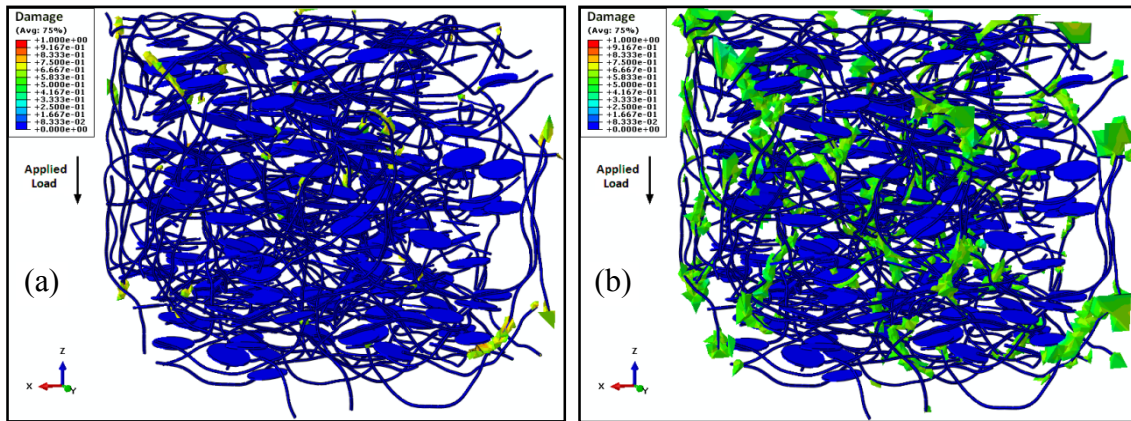 Damage
(Avg: 75%)
+1.000e+00
+9.167e-01
+8.333e-01
+7.500e-01
+6.667e-01
+5.833e-01
+5.000e-01
+4.167e-01
+3.333e-01
+2.500e-01
+1.667e-01
+8.333e-02
+0.000e+00
Applied
Load
(a)
Z
X
Y
Damage
(Avg: 75%)
+1.000e+00
+9.167e-01
+8.333e-01
+7.500e-01
+6.667e-01
+5.833e-01
+5.000e-01
+4.167e-01
+3.333e-01
+2.500e-01
+1.667e-01
+8.333e-02
+0.000e+00
Applied
Load
(b)
Z
X
Y